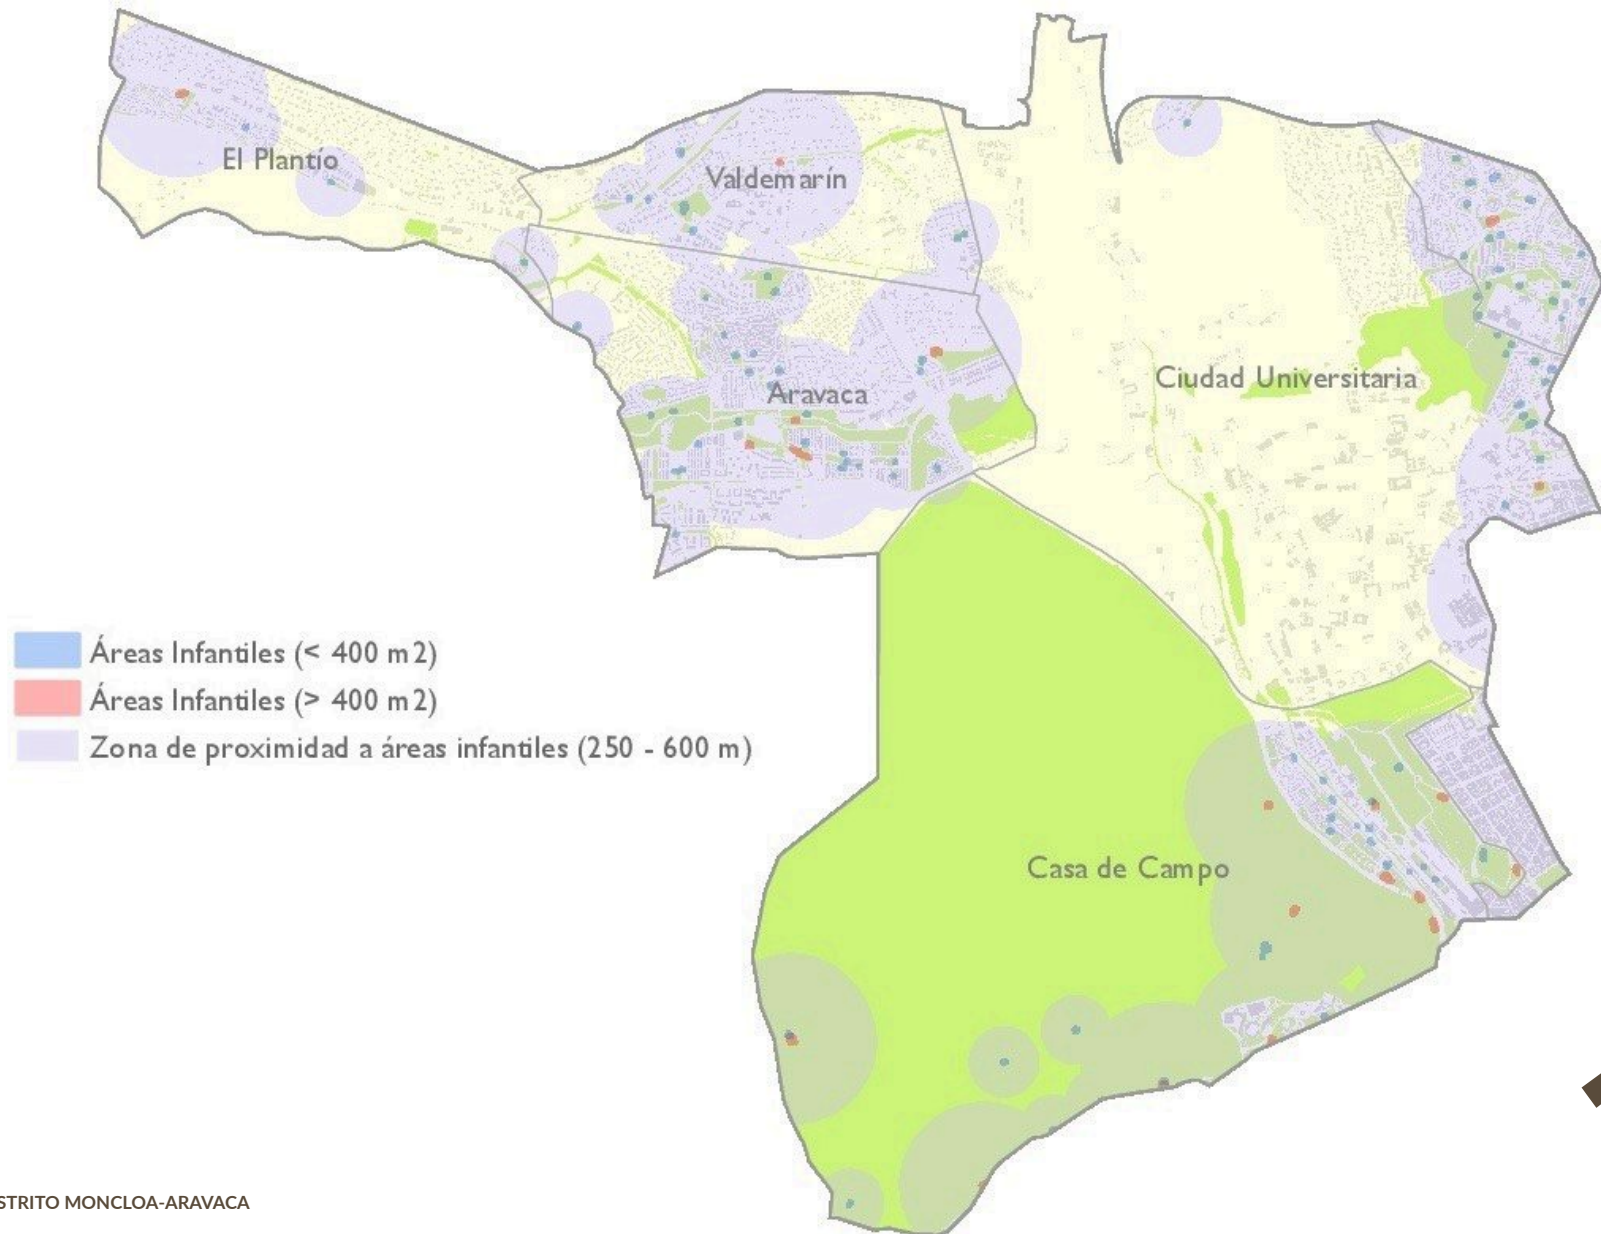 El Plantío
Valdemarín
Ciudad Universitaria
Aravaca
Áreas Infantiles (< 400 m2)
Áreas Infantiles (> 400 m2)
Zona de proximidad a áreas infantiles (250 - 600 m)
Casa de Campo
STRITO MONCLOA-ARAVACA